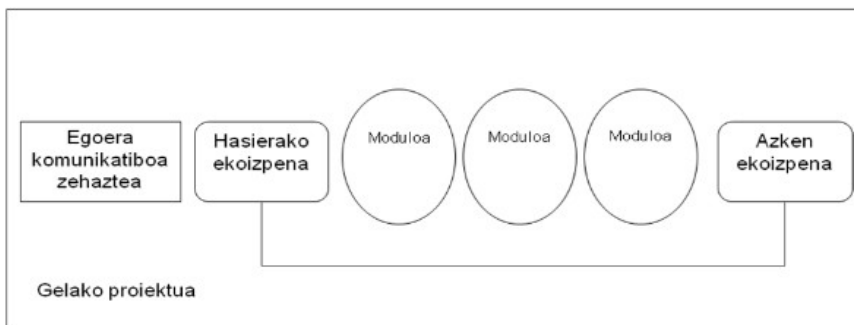 Egoera
komunikatiboa
zehaztea
Hasierako
ekoizpena
Moduloa
Moduloa
Moduloa
Azken
ekoizpena
Gelako proiektua